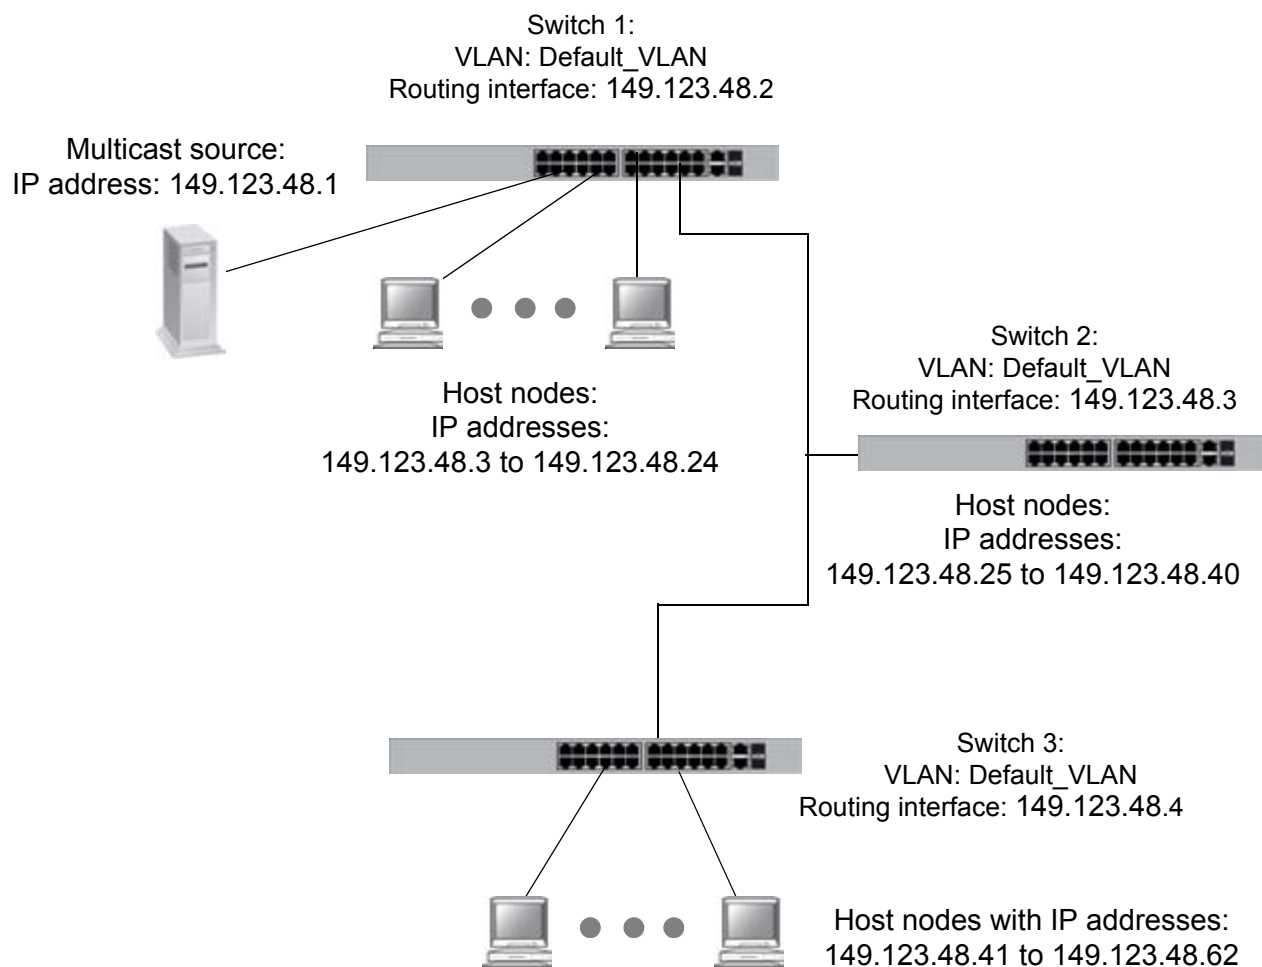 Switch 1:
VLAN: Default_VLAN
Routing interface: 149.123.48.2
Multicast source:
IP address: 149.123.48.1
Host nodes:
IP addresses:
149.123.48.3 to 149.123.48.24
Switch 2:
VLAN: Default_VLAN
Routing interface: 149.123.48.3
Host nodes:
IP addresses:
149.123.48.25 to 149.123.48.40
Switch 3:
VLAN: Default_VLAN
Routing interface: 149.123.48.4
Host nodes with IP addresses:
149.123.48.41 to 149.123.48.62